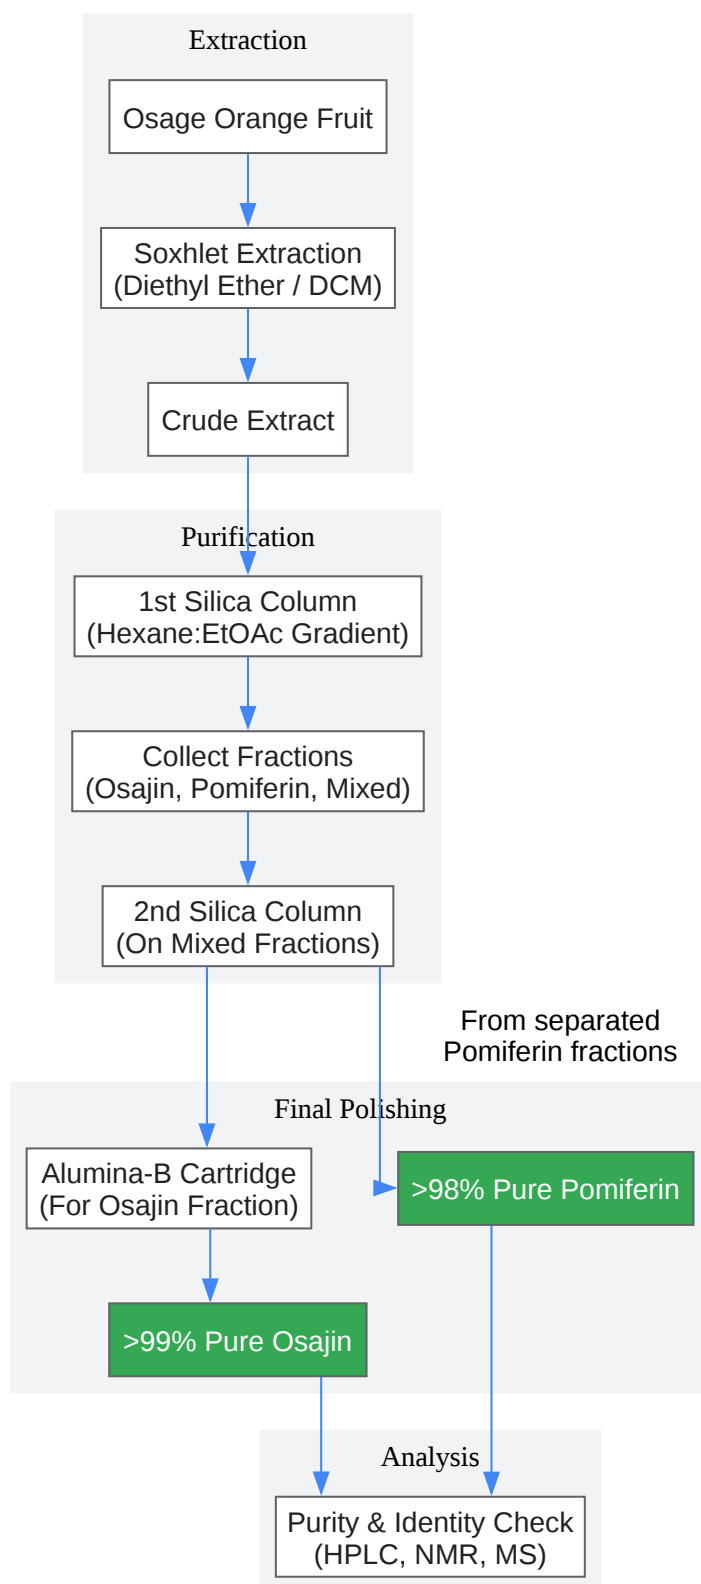 Extraction
Osage Orange Fruit
Soxhlet Extraction
(Diethyl Ether / DCM)
Crude Extract
Purification
1st Silica Column
(Hexane:EtOAc Gradient)
Collect Fractions
(Osajin, Pomiferin, Mixed)
2nd Silica Column
(On Mixed Fractions)
From separated
Pomiferin fractions
Final Polishing
Alumina-B Cartridge
(For Osajin Fraction)
>98% Pure Pomiferin
>99% Pure Osajin
Analysis
Purity & Identity Check
(HPLC, NMR, MS)